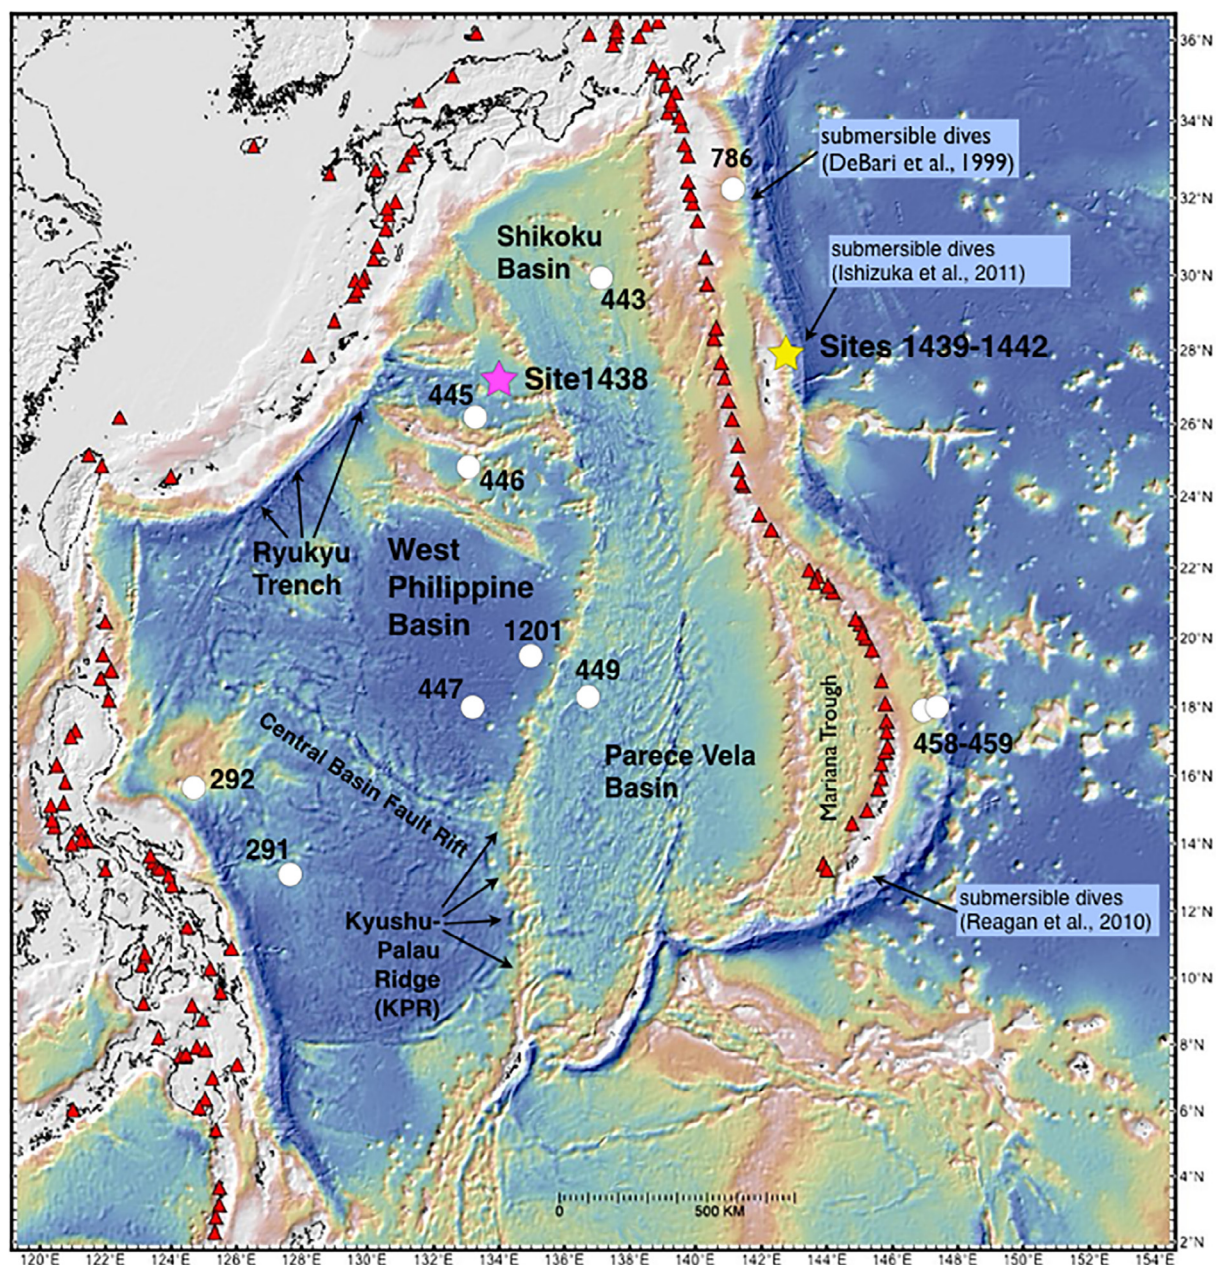 36°N
submersible dives
(DeBari et al., 1999)
34°N
786
32°N
Shikoku
Basin
submersible dives
(Ishizuka et al., 2011)
30°N
443
Sites 1439-1442
28°N
Site1438
445
26°N
446
24°N
Ryukyu
Trench
West
Philippine
Basin
22°N
1201
20°N
449
447
18°N
Central Basin Fault Rift
Parece Vela
Basin
Mariana Trough
458-459
292
16°N
291
14°N
Kyushu-
Palau
Ridge
(KPR)
submersible dives
(Reagan et al., 2010)
12°N
10°N
8°N
6°N
4°N
0
500 KM
2°N
120°E 122°E 124°E 126°E 128°E 130°E 132°E 134°E 136°E 138°E 140°E 142°E 144°E 146°E 148°E 150°E 152°E 154°E